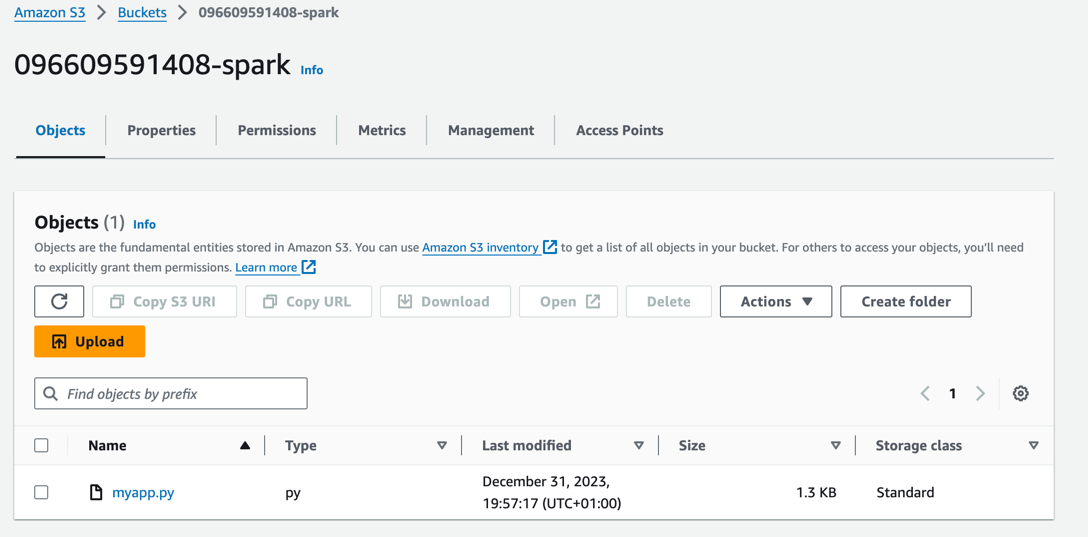 Amazon S3 > Buckets > 096609591408-spark
096609591408-spark Info
Objects Properties Permissions Metrics Management Access Points
Objects (1) Info
Objects are the fundamental entities stored in Amazon S3. You can use Amazon S3 inventory to get a list of all objects in your bucket. For others to access your objects, you’ll need
to explicitly grant them permissions. Learn more
Copy S3 URI Copy URL Download Open Delete Actions Create folder
Upload
Find objects by prefix 1
Name Type Last modified Size Storage class
myapp.py py December 31, 2023, 1.3 KB Standard
19:57:17 (UTC+01:00)